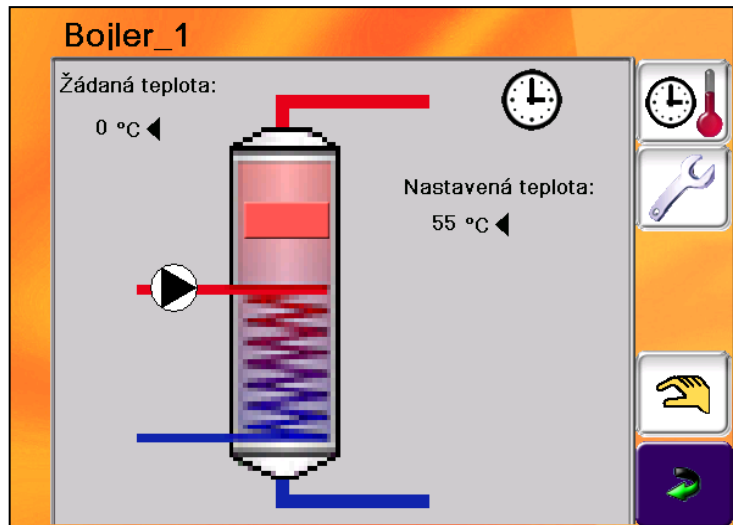 Bojler_1
Žádaná teplota:
0 °C
Nastavená teplota:
55 °C